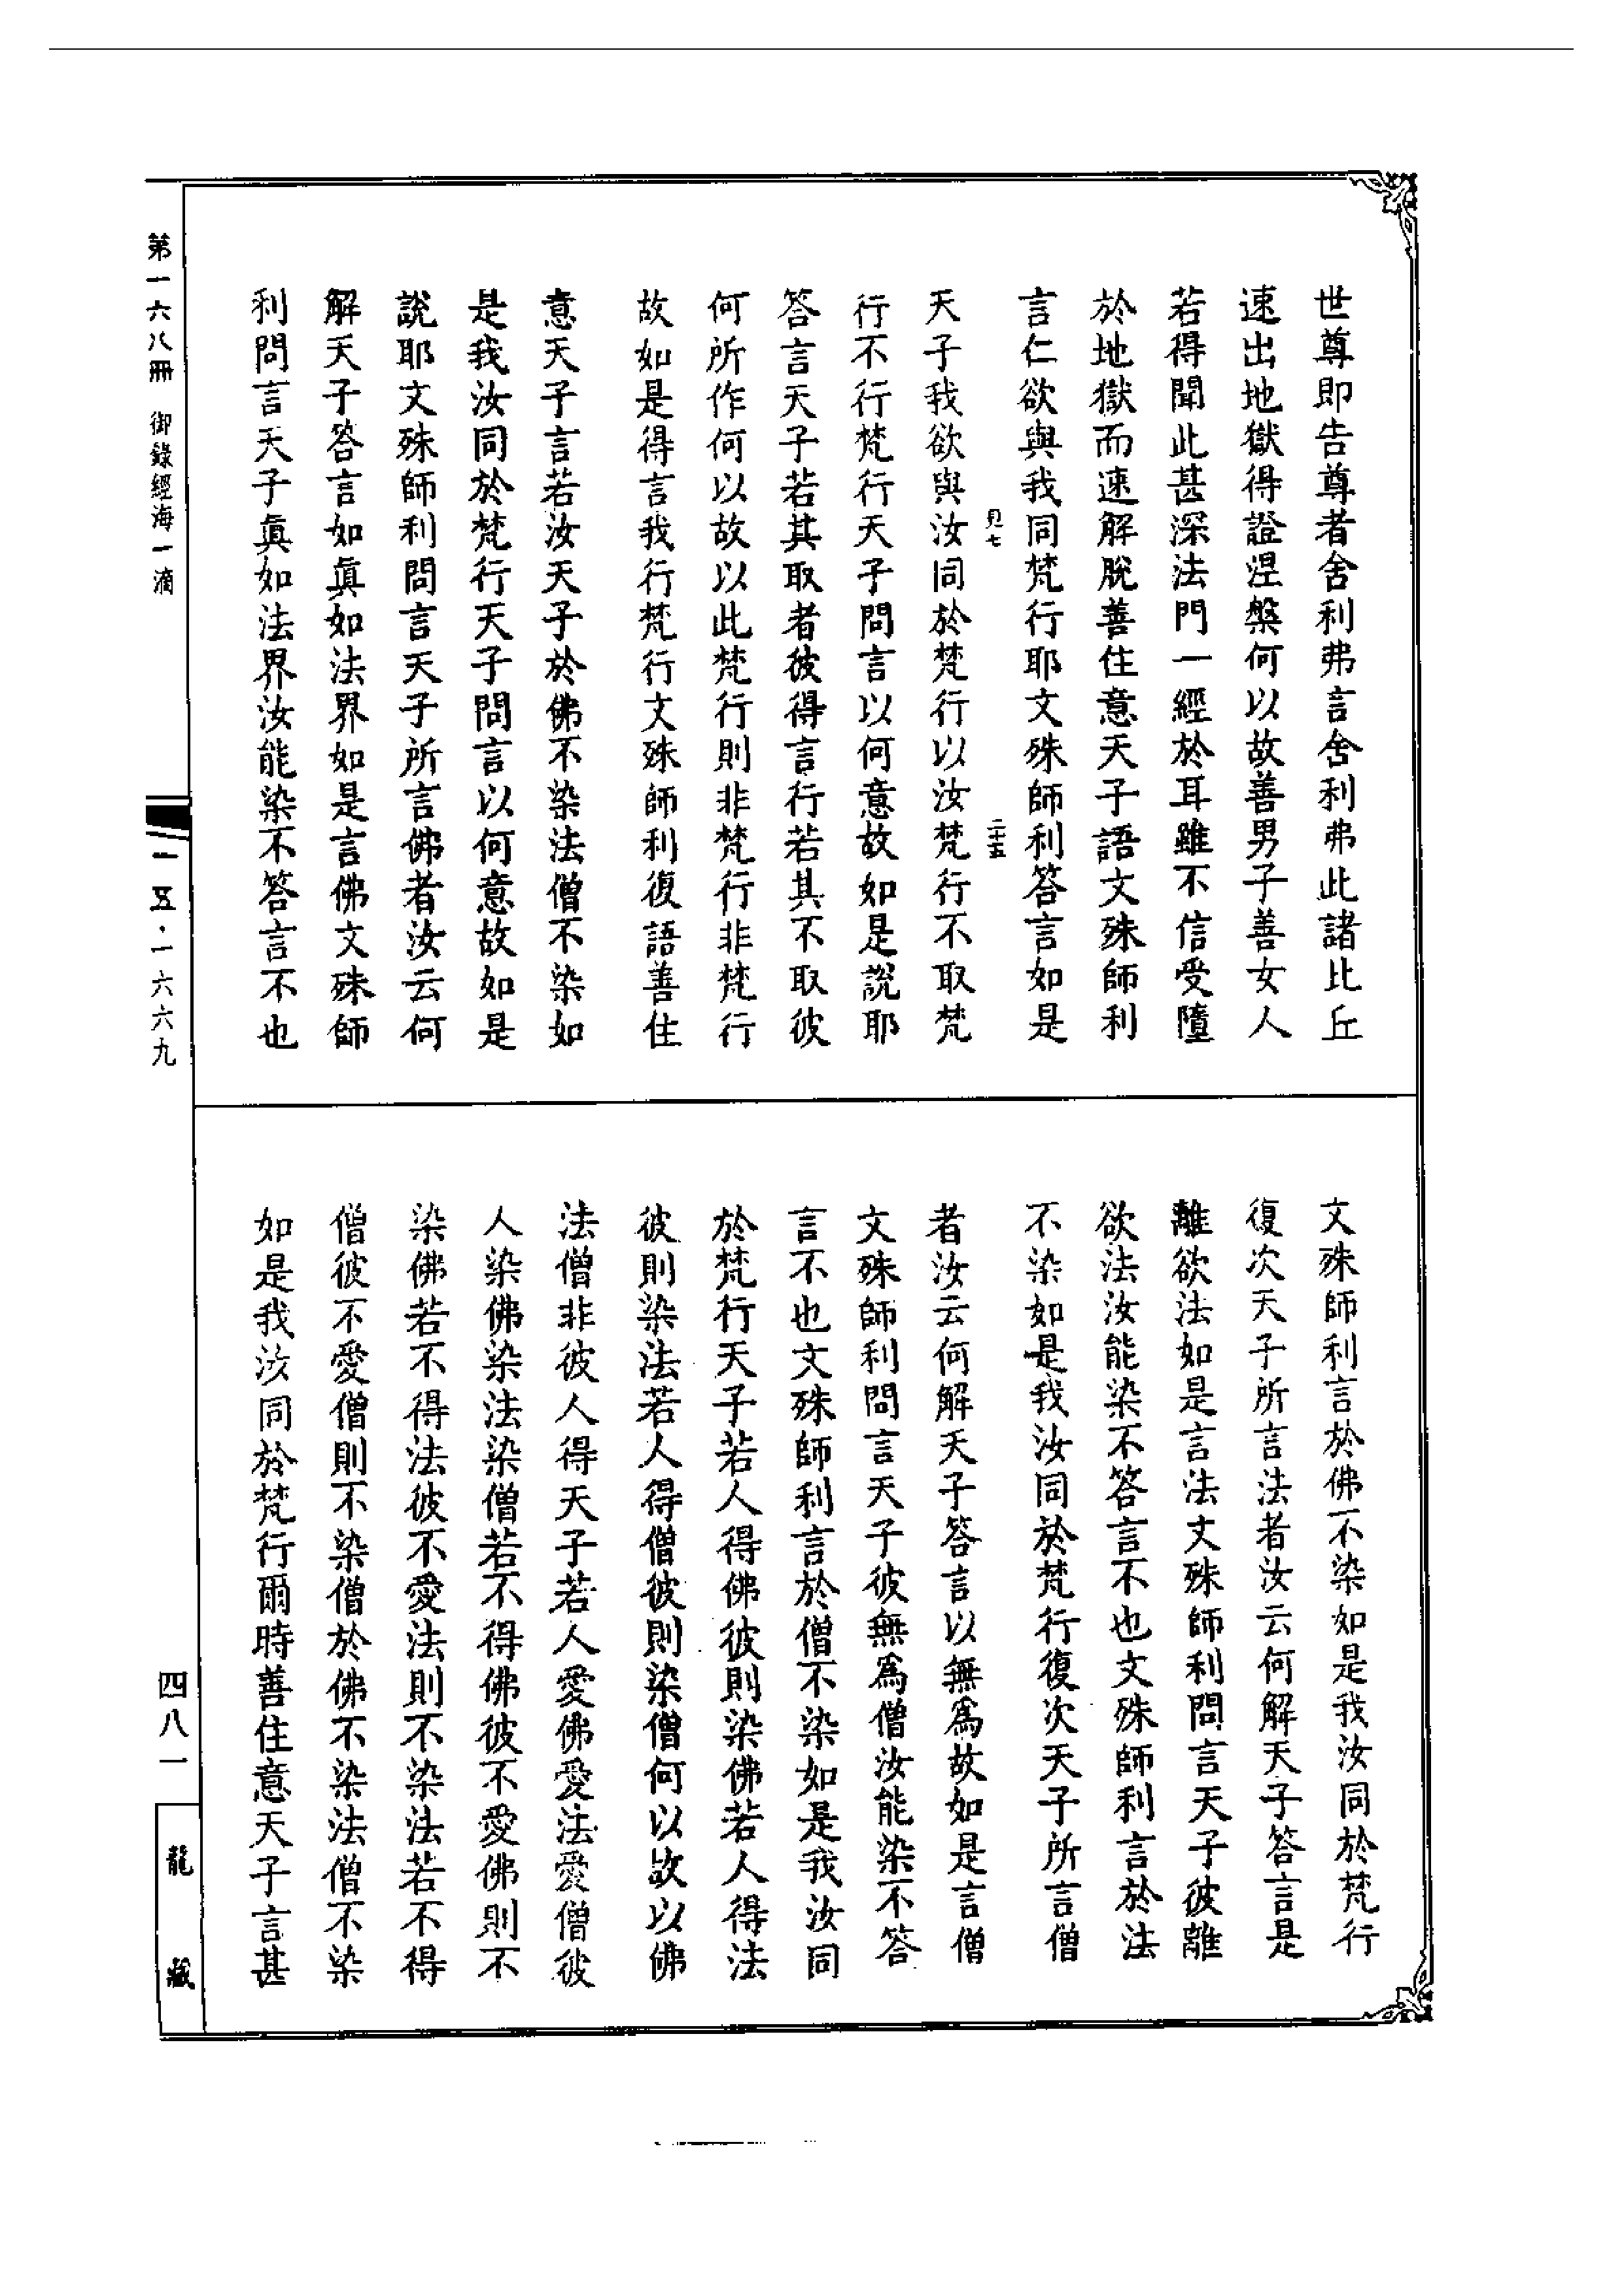 世尊即告尊者舍利弗言舍利弗此諸比丘
速出地獄得證涅槃何以故善男子善女人
若得聞此甚深法門一經於耳雖不信受墮
於地獄而速解脫善住意天子語文殊師利
言仁欲與我同梵行耶文殊師利答言如是
見七 二十五
天子我欲與汝同於梵行以汝梵行不取梵
行不行梵行天子問言以何意故如是說耶
答言天子若其取者彼得言行若其不取彼
何所作何以故以此梵行則非梵行非梵行
故如是得言我行梵行文殊師利復語善住
意天子言若汝天子於佛不染法僧不染如
是我汝同於梵行天子問言以何意故如是
說耶文殊師利問言天子所言佛者汝云何
解天子答言如眞如法界如是言佛文殊師
利問言天子眞如法界汝能染不答言不也
文殊師利言於佛不染如是我汝同於梵行
復次天子所言法者汝云何解天子答言是
離欲法如是言法文殊師利問言天子彼離
欲法汝能染不答言不也文殊師利言於法
不染如是我汝同於梵行復次天子所言僧
者汝云何解天子答言以無爲故如是言僧
文殊師利問言天子彼無爲僧汝能染不答
言不也文殊師利言於僧不染如是我汝同
於梵行天子若人得佛彼則染佛若人得法
彼則染法若人得僧彼則染僧何以故以佛
法僧非彼人得天子若人愛佛愛法愛僧彼
人染佛染法染僧若不得佛彼不愛佛則不
染佛若不得法彼不愛法則不染法若不得
僧彼不愛僧則不染僧於佛不染法僧不染
如是我汝同於梵行爾時善住意天子言甚
第一六八冊 御錄經海一滴
一五·一六六九
四八一
龍藏